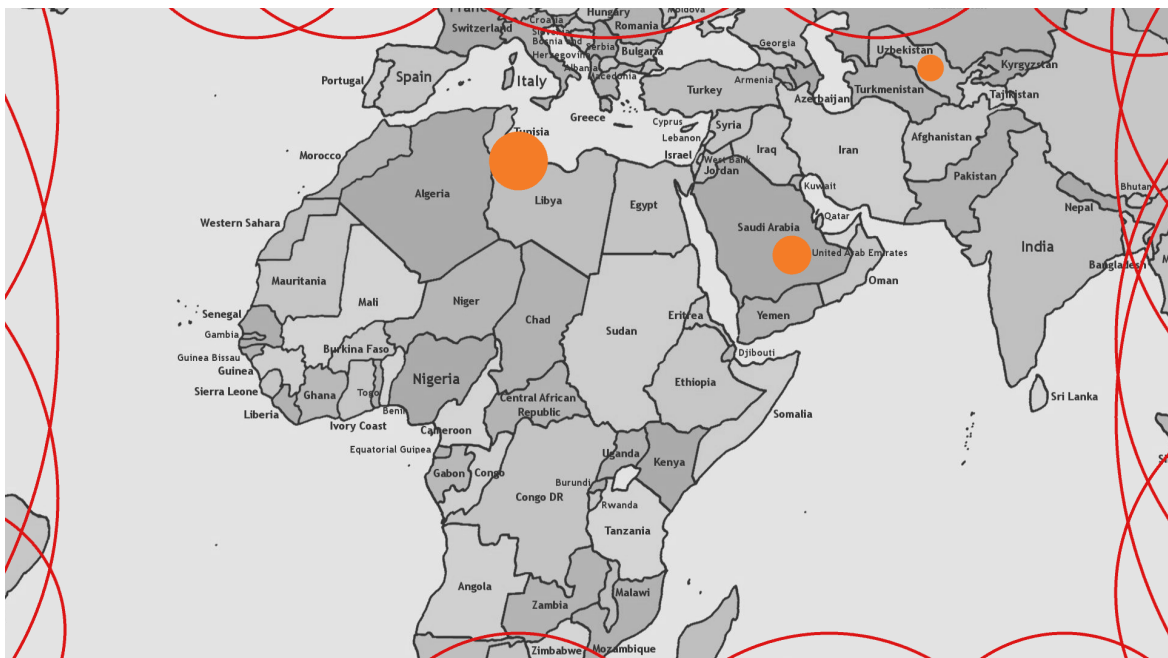 France
Switzerland
Croatia
Hungary
Moldova
Romania
Slovenia
Bosnia and
Herzegovina
Serbia
Bulgaria
Albania
Macedonia
Georgia
Uzbekistan
Kyrgyzstan
Portugal
Spain
Italy
Turkey
Armenia
Azerbaijan
Turkmenistan
Tajikistan
Greece
Cyprus
Syria
Lebanon
Tunisia
Israel
West Bank
Jordan
Iraq
Iran
Afghanistan
Morocco
Pakistan
Kuwait
Bhutan
Algeria
Libya
Egypt
Nepal
Western Sahara
Qatar
Saudi Arabia
India
United Arab Emirates
Bangladesh
Mauritania
Mali
Niger
Oman
Senegal
Chad
Sudan
Eritrea
Yemen
Gambia
Guinea Bissau
Burkina Faso
Djibouti
Guinea
Sierra Leone
Ghana
Togo
Nigeria
Ethiopia
Liberia
Ivory Coast
Benin
Central African
Republic
Somalia
Sri Lanka
Cameroon
Equatorial Guinea
Uganda
Kenya
Gabon
Congo
Burundi
Congo DR
Rwanda
Tanzania
Angola
Zambia
Malawi
Zimbabwe
Mozambique